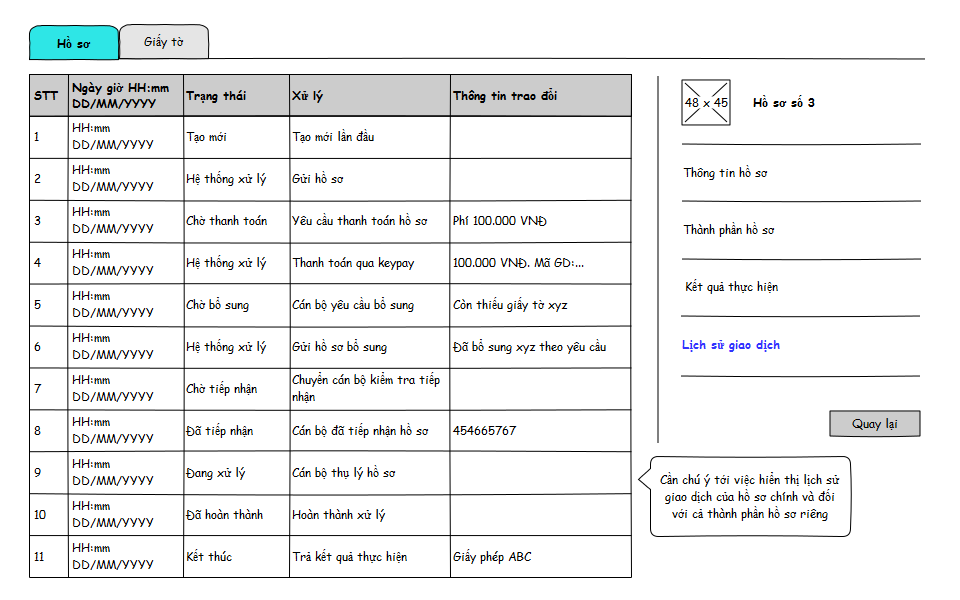 Hồ sơ
Giấy tờ
STT
Ngày giờ HH:mm
DD/MM/YYYY
Trạng thái
Xử lý
Thông tin trao đổi
1
HH:mm
DD/MM/YYYY
Tạo mới
Tạo mới lần đầu
2
HH:mm
DD/MM/YYYY
Hệ thống xử lý
Gửi hồ sơ
3
HH:mm
DD/MM/YYYY
Chờ thanh toán
Yêu cầu thanh toán hồ sơ
Phí 100.000 VNĐ
4
HH:mm
DD/MM/YYYY
Hệ thống xử lý
Thanh toán qua keypay
100.000 VNĐ. Mã GD:...
5
HH:mm
DD/MM/YYYY
Chờ bổ sung
Cán bộ yêu cầu bổ sung
Còn thiếu giấy tờ xyz
6
HH:mm
DD/MM/YYYY
Hệ thống xử lý
Gửi hồ sơ bổ sung
Đã bổ sung xyz theo yêu cầu
7
HH:mm
DD/MM/YYYY
Chờ tiếp nhận
Chuyển cán bộ kiểm tra tiếp
nhận
8
HH:mm
DD/MM/YYYY
Đã tiếp nhận
Cán bộ đã tiếp nhận hồ sơ
454665767
9
HH:mm
DD/MM/YYYY
Đang xử lý
Cán bộ thụ lý hồ sơ
10
HH:mm
DD/MM/YYYY
Đã hoàn thành
Hoàn thành xử lý
11
HH:mm
DD/MM/YYYY
Kết thúc
Trả kết quả thực hiện
Giấy phép ABC
48 x 45
Hồ sơ số 3
Thông tin hồ sơ
Thành phần hồ sơ
Kết quả thực hiện
Lịch sử giao dịch
Quay lại
Cần chú ý tới việc hiển thị lịch sử
giao dịch của hồ sơ chính và đối
với cả thành phần hồ sơ riêng